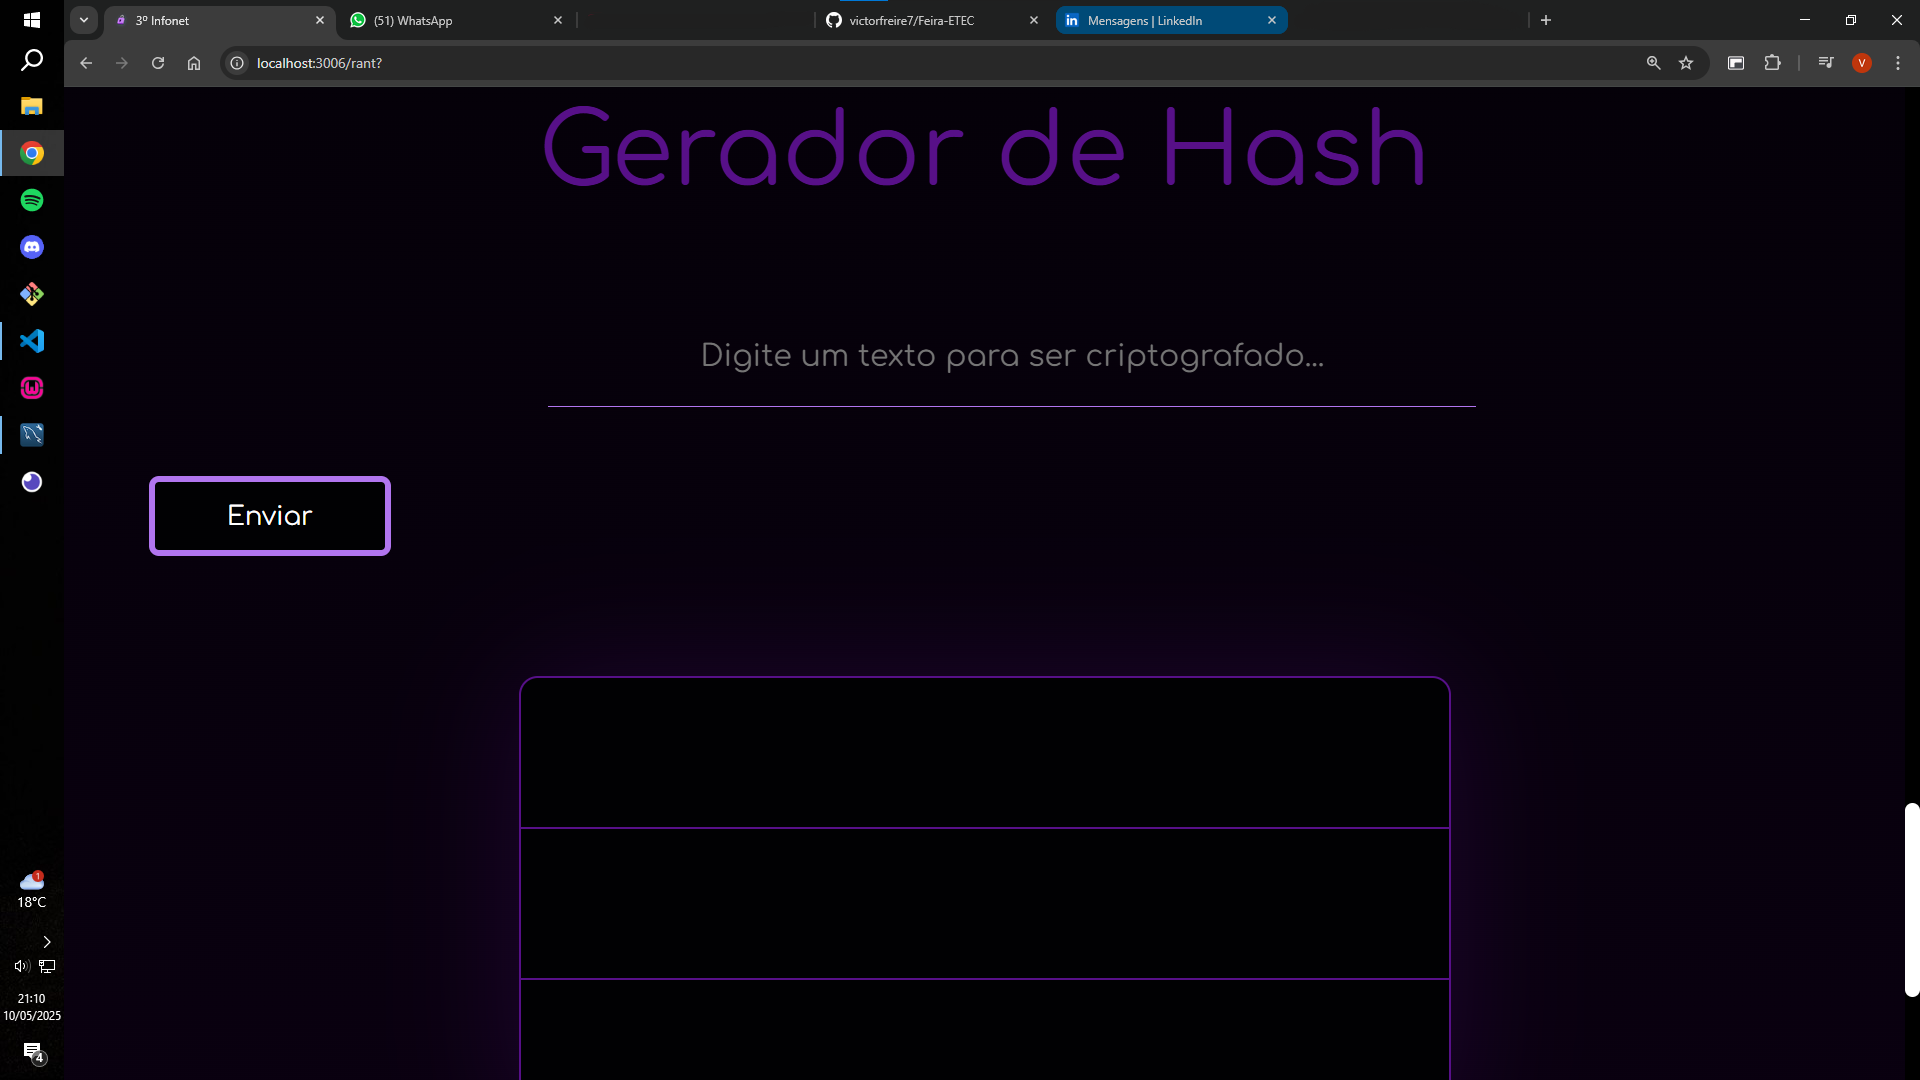 3º Infonet
(51) WhatsApp
victorfreire7/Feira-ETEC
Mensagens | LinkedIn
localhost:3006/rant?
V
Gerador de Hash
Digite um texto para ser criptografado...
Enviar
1
18°C
21:10
10/05/2025
4